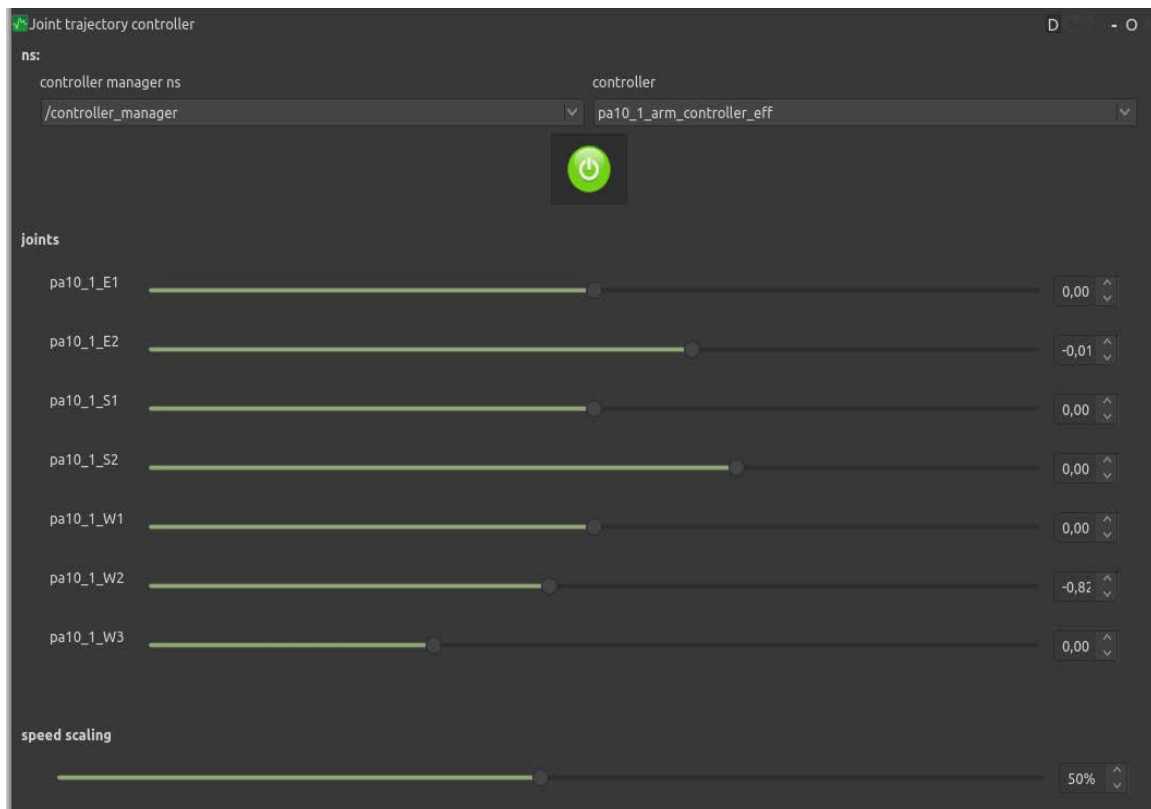 Joint trajectory controller D - O
ns:
controller manager ns controller
/controller_manager pa10_1_arm_controller_eff
joints
pa10_1_E1 0,00
pa10_1_E2 -0,01
pa10_1_S1 0,00
pa10_1_S2 0,00
pa10_1_W1 0,00
pa10_1_W2 -0,82
pa10_1_W3 0,00
speed scaling
50%